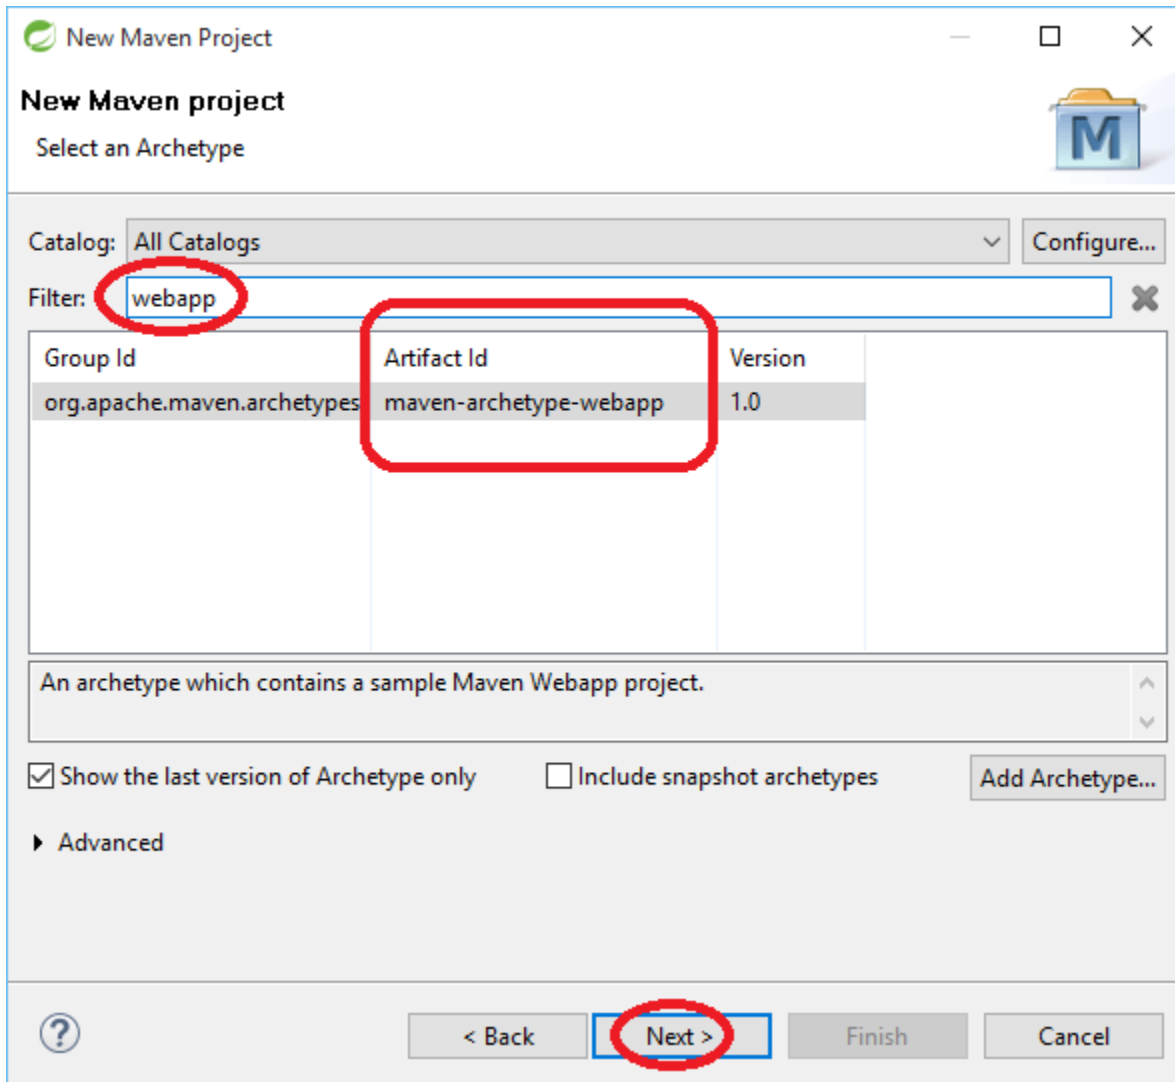 New Maven Project
New Maven project
Select an Archetype
M
Catalog: All Catalogs Configure...
Filter: webapp
Group Id Artifact Id Version
org.apache.maven.archetypes maven-archetype-webapp 1.0
An archetype which contains a sample Maven Webapp project.
Show the last version of Archetype only Include snapshot archetypes Add Archetype...
Advanced
? < Back Next > Finish Cancel